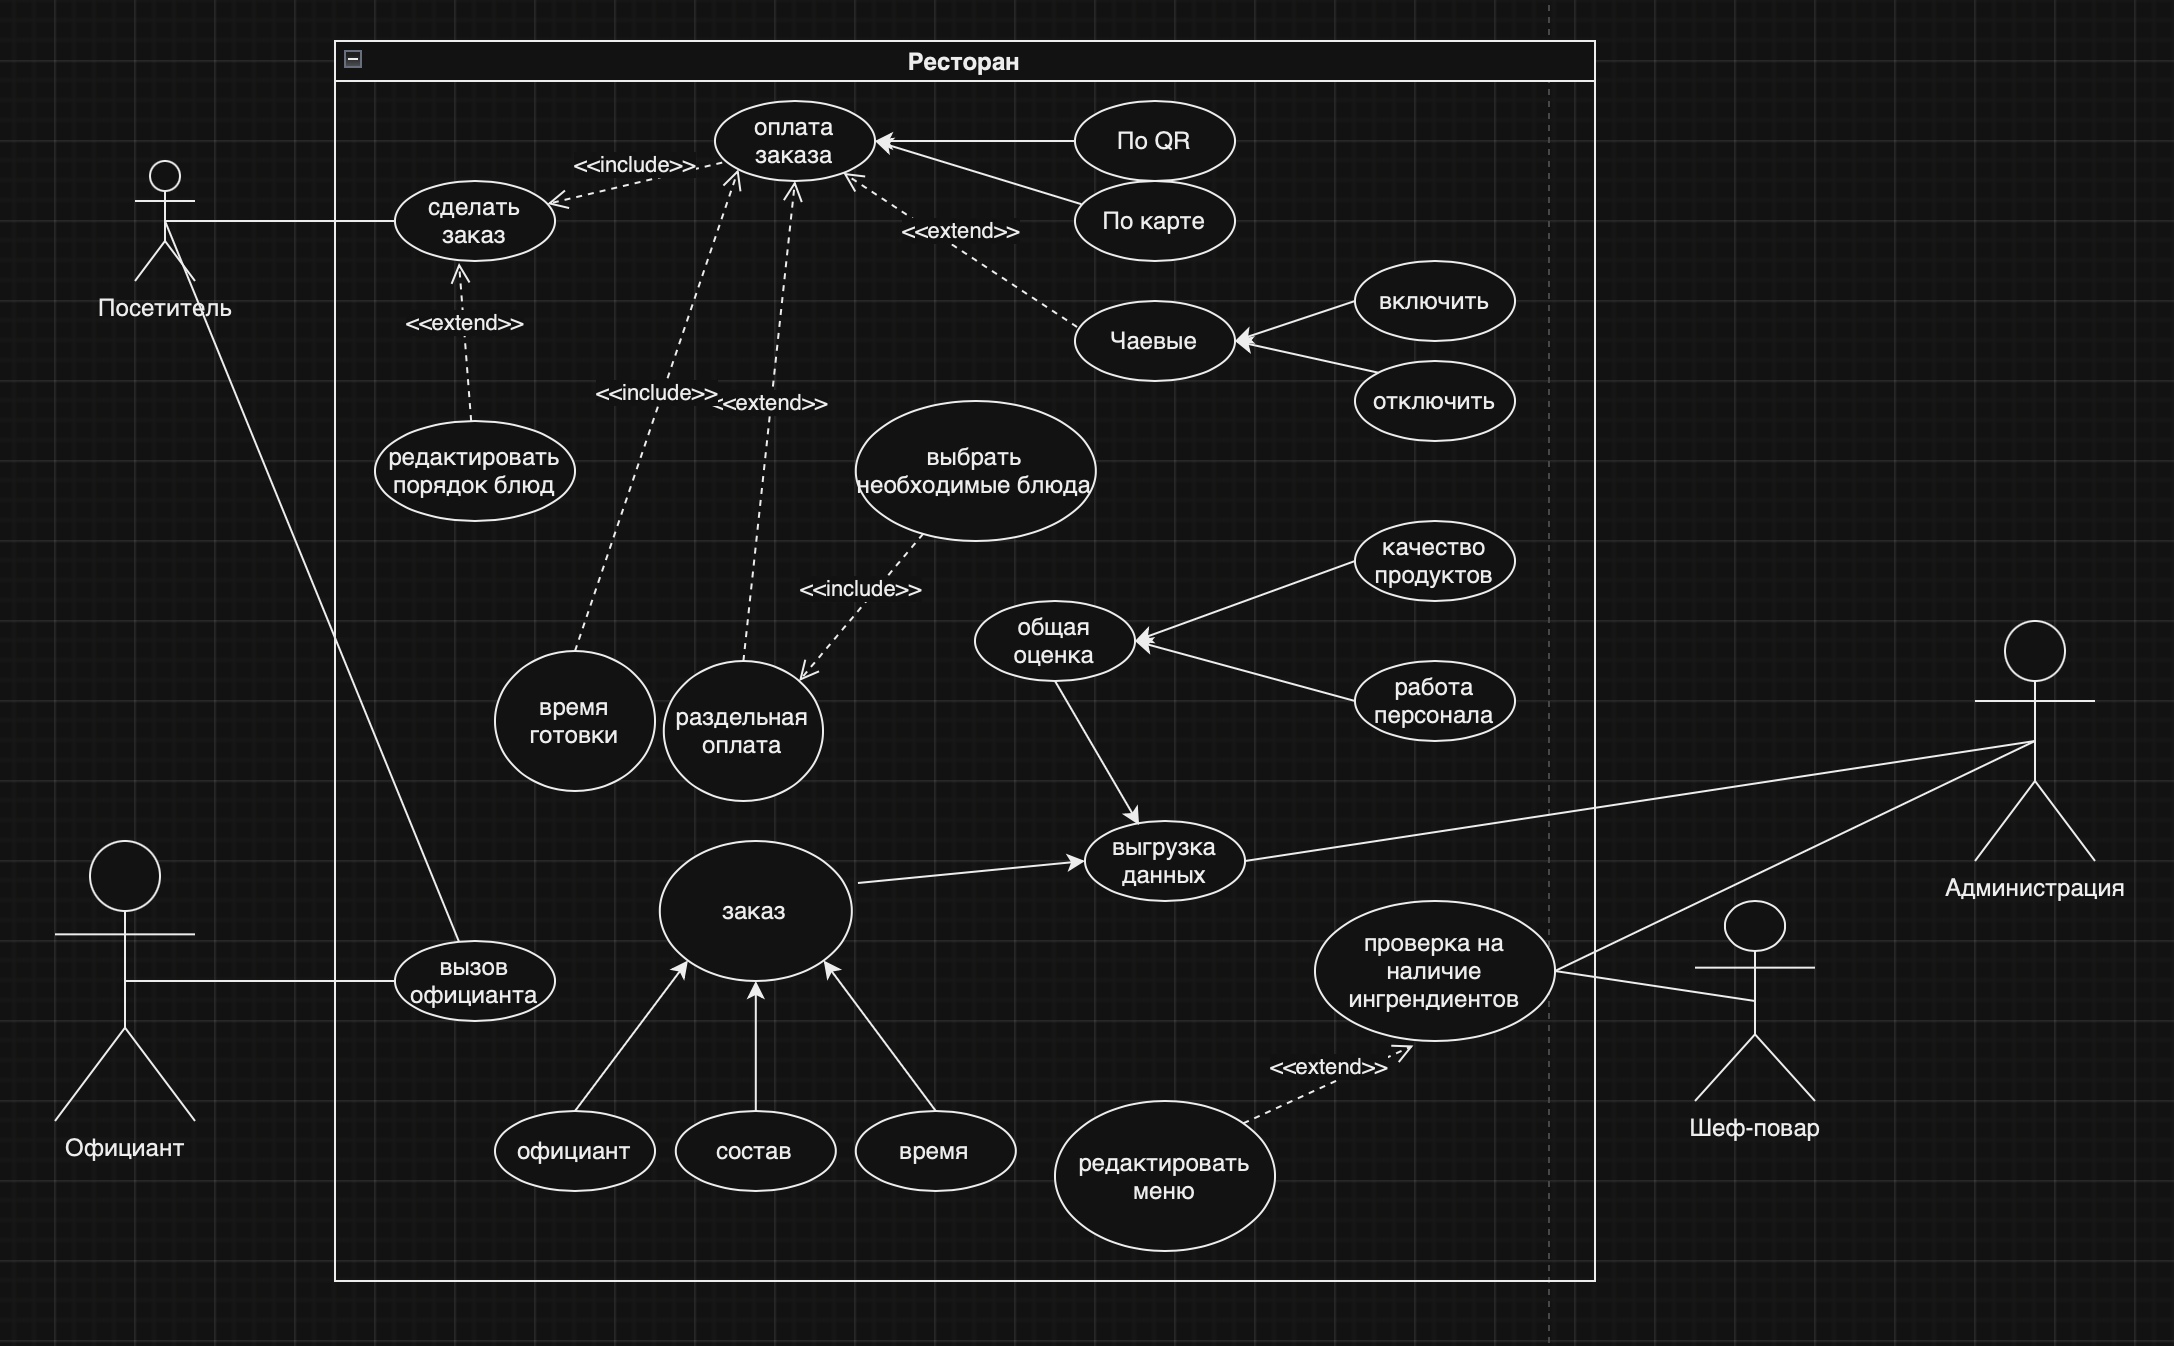 Ресторан
оплата
заказа
По QR
<<include>>
сделать
заказ
По карте
<<extend>>
Посетитель
<<extend>>
включить
Чаевые
<<include>>
<<extend>>
отключить
редактировать
порядок блюд
выбрать
необходимые блюда
<<include>>
качество
продуктов
общая
оценка
время
готовки
раздельная
оплата
работа
персонала
выгрузка
данных
заказ
Администрация
вызов
официанта
проверка на
наличие
ингрендиентов
<<extend>>
Официант
официант
состав
время
редактировать
меню
Шеф-повар